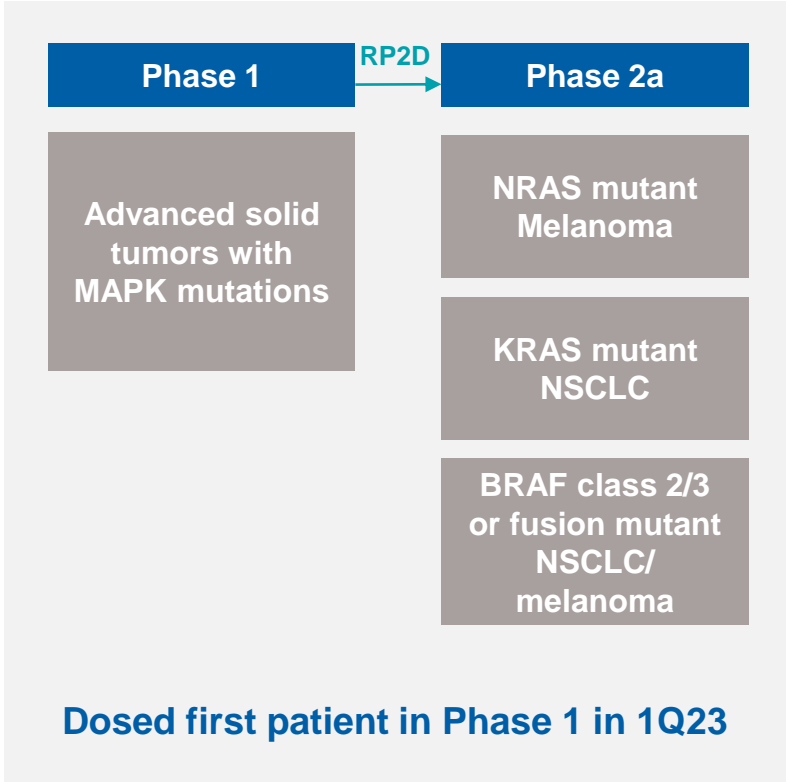 Phase 1
RP2D
Phase 2a
Advanced solid
tumors with
MAPK mutations
NRAS mutant
Melanoma
KRAS mutant
NSCLC
BRAF class 2/3
or fusion mutant
NSCLC/
melanoma
Dosed first patient in Phase 1 in 1Q23